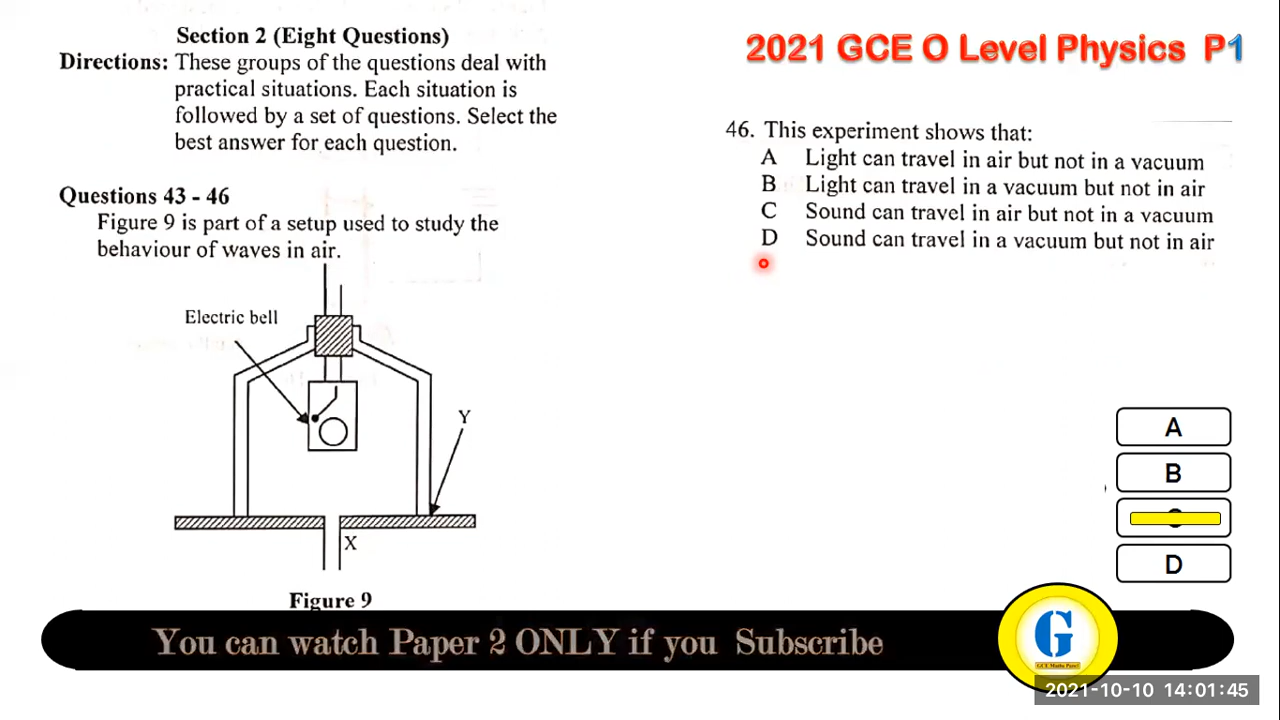 Section 2 (Eight Questions)
Directions: These groups of the questions deal with
practical situations. Each situation is
followed by a set of questions. Select the
best answer for each question.
Questions 43 - 46
Figure 9 is part of a setup used to study the
behaviour of waves in air.
Electric bell
Y
X
Figure 9
2021 GCE O Level Physics P1
46. This experiment shows that:
A Light can travel in air but not in a vacuum
B Light can travel in a vacuum but not in air
C Sound can travel in air but not in a vacuum
D Sound can travel in a vacuum but not in air
A
B
D
You can watch Paper 2 ONLY if you Subscribe
G
2021-10-10 14:01:45